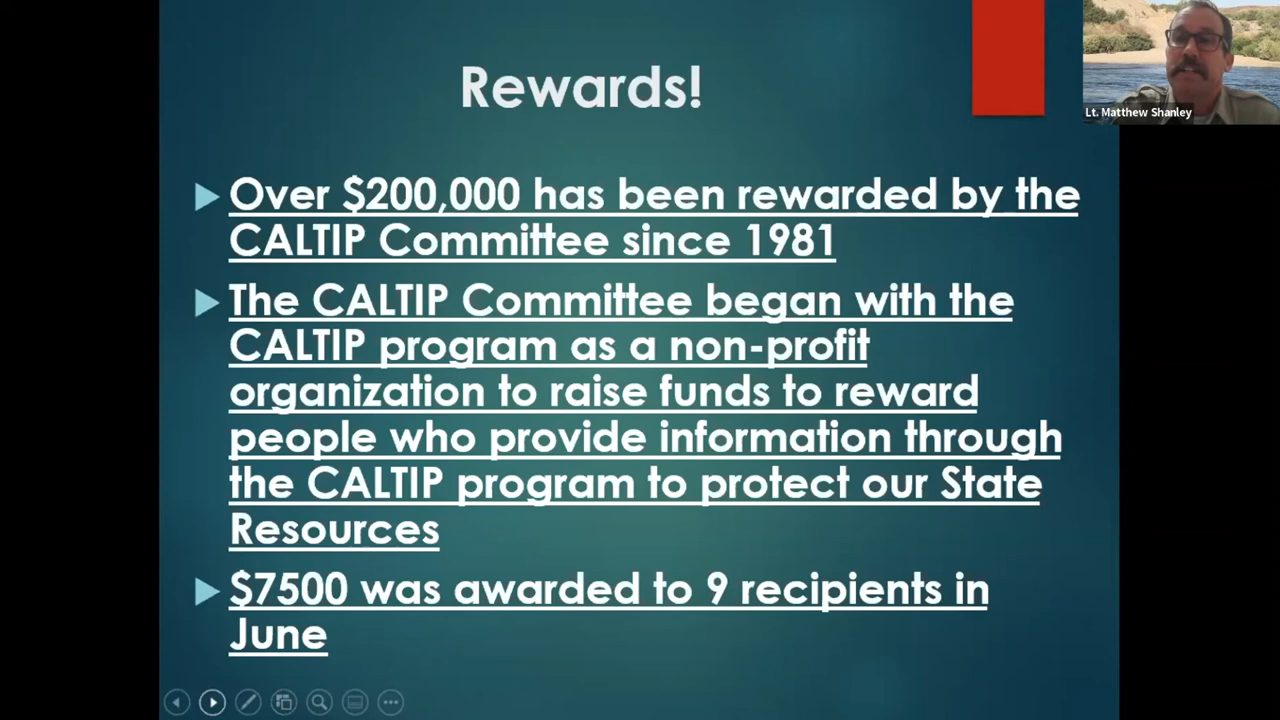 Rewards!
Lt. Matthew Shanley
Over $200,000 has been rewarded by the
CALTIP Committee since 1981
The CALTIP Committee began with the
CALTIP program as a non-profit
organization to raise funds to reward
people who provide information through
the CALTIP program to protect our State
Resources
$7500 was awarded to 9 recipients in
June